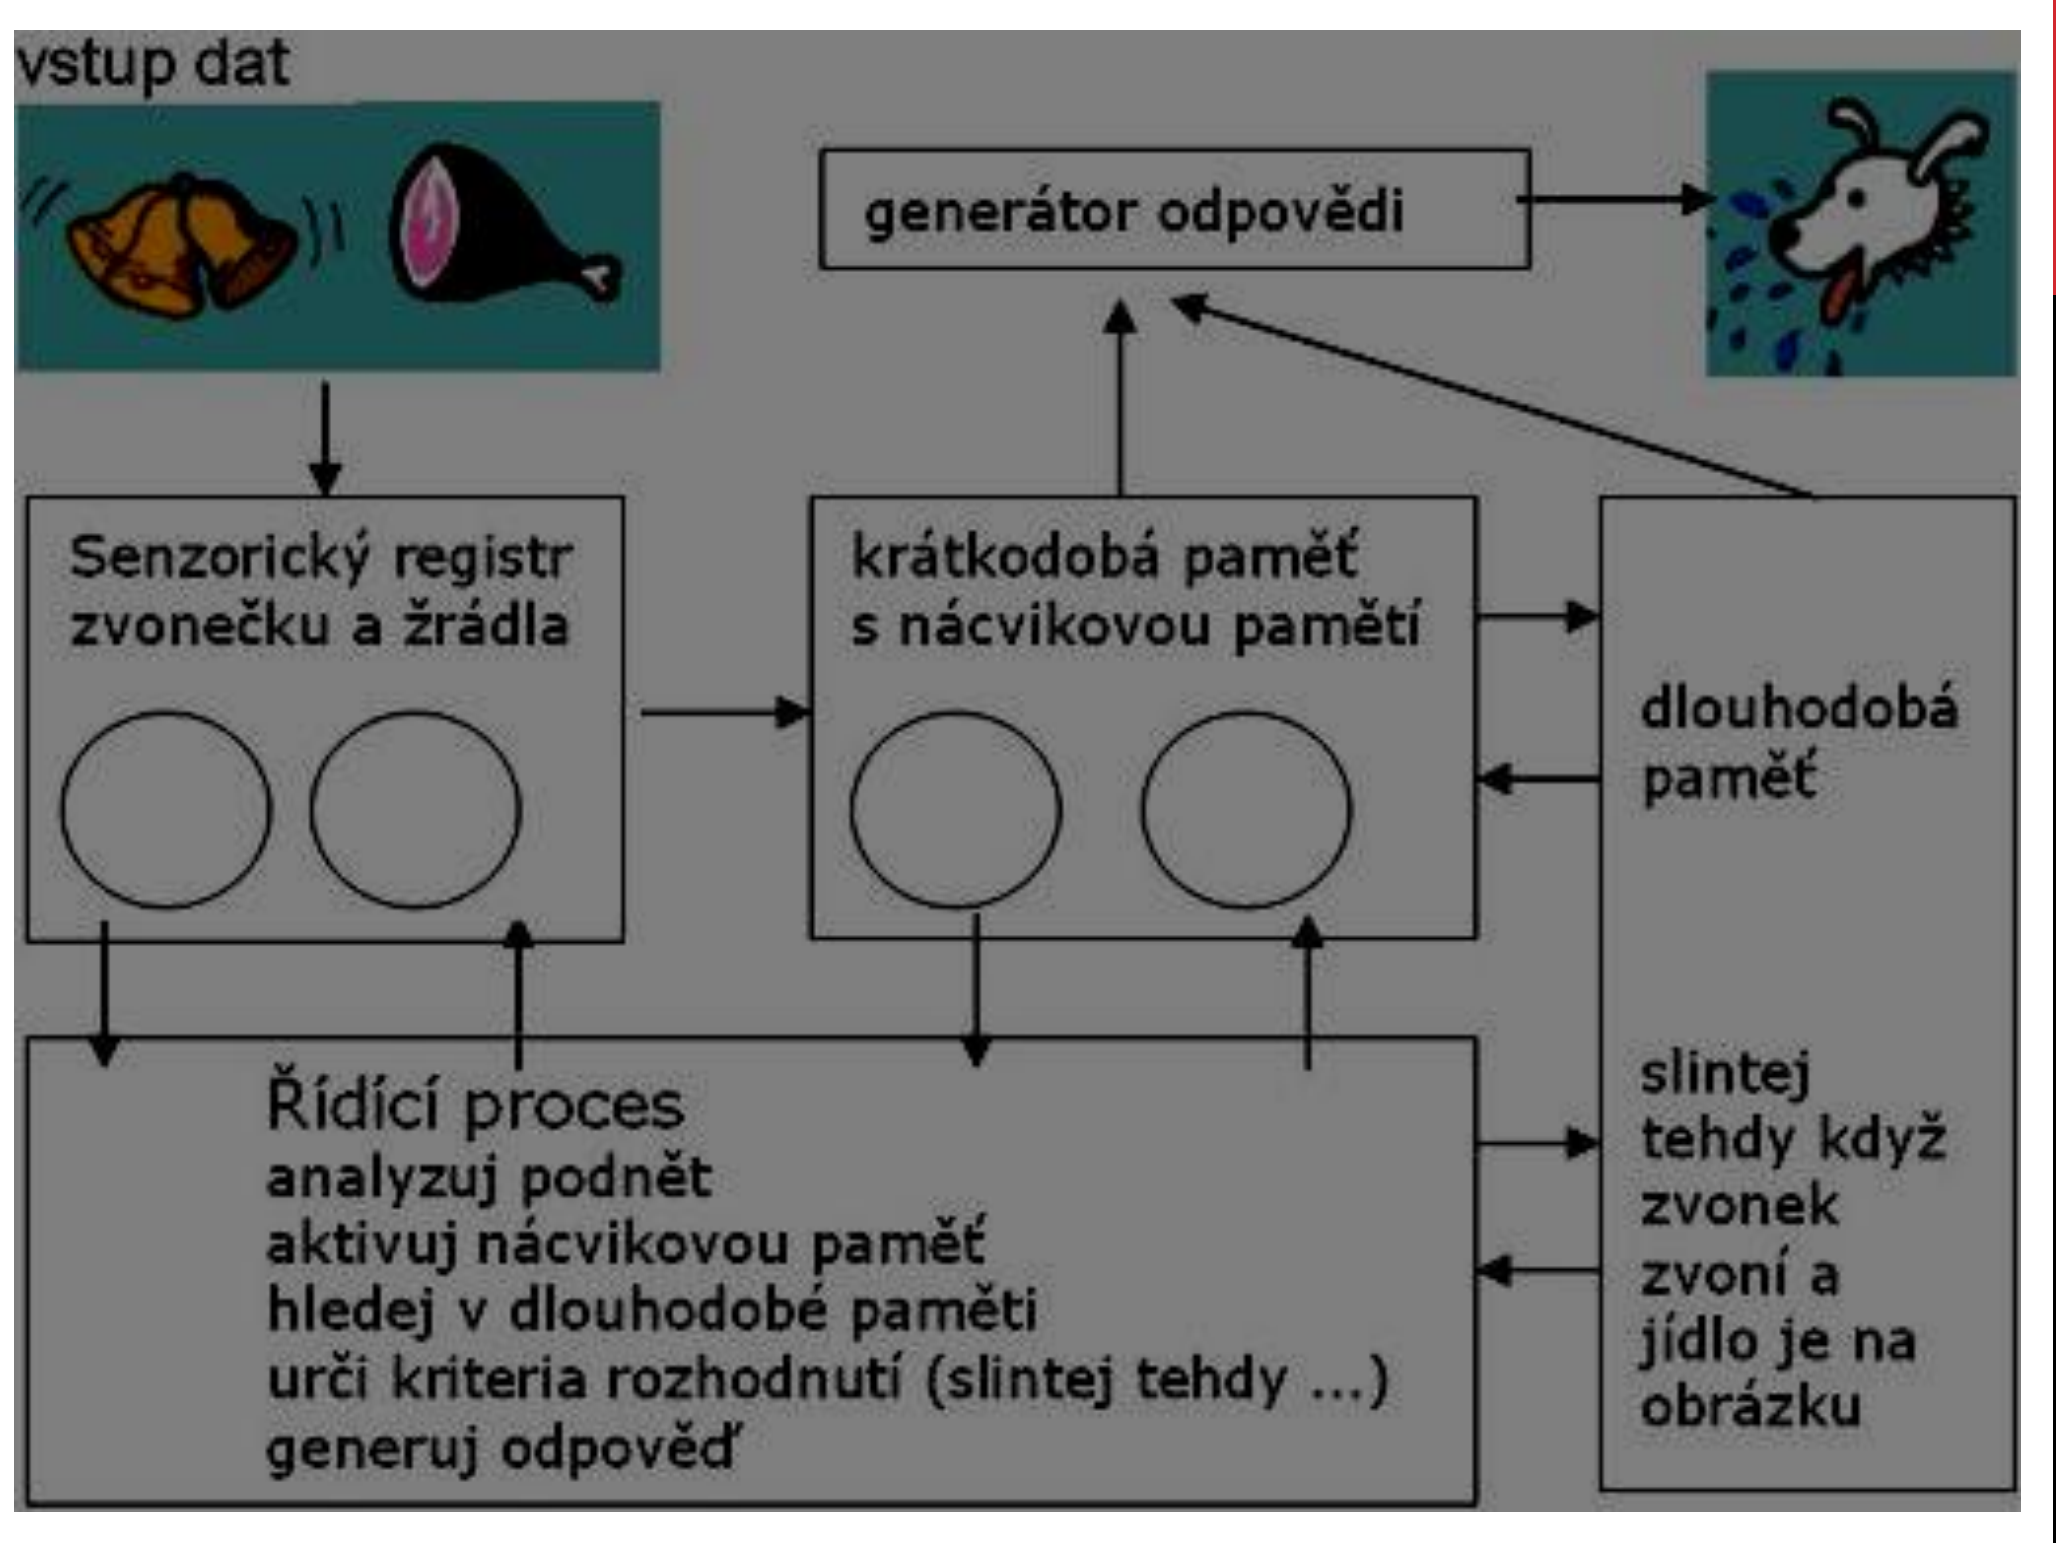 vstup dat
generátor odpovědi
Senzorický registr
zvonečku a žrádla
krátkodobá paměť
s nácvikovou pamětí
dlouhodobá
paměť
slintej
tehdy když
zvonek
zvoní a
jídlo je na
obrázku
Řídící proces
analyzuj podnět
aktivuj nácvikovou paměť
hledej v dlouhodobé paměti
urči kriteria rozhodnutí (slintej tehdy ...)
generuj odpověď